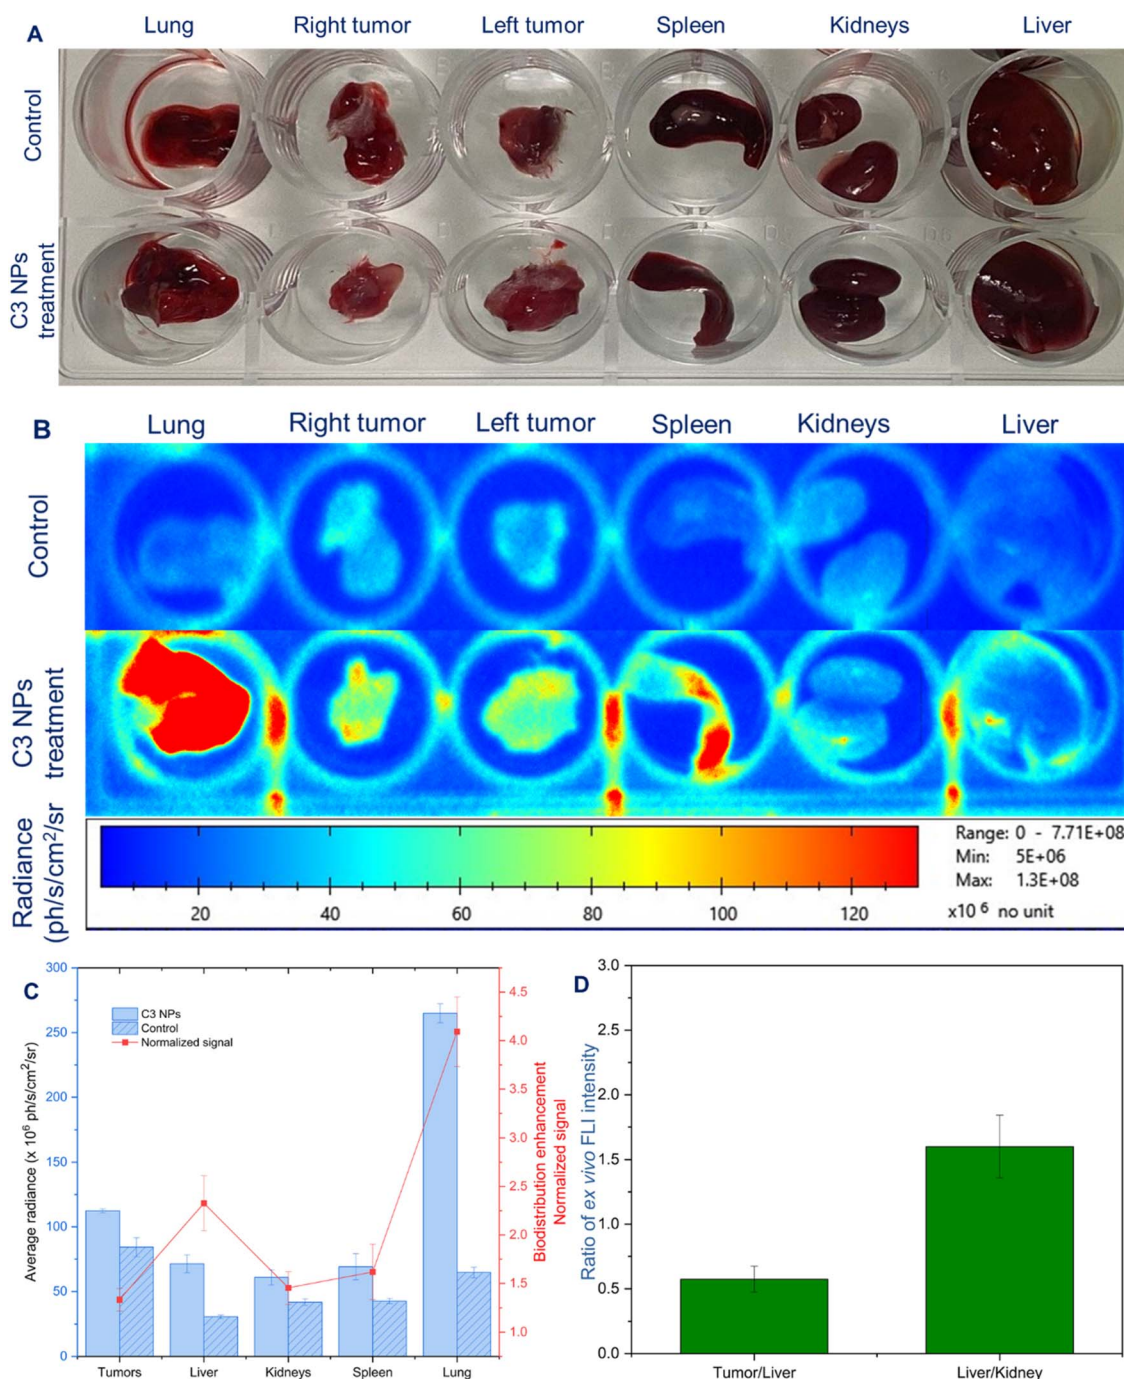 A
Lung Right tumor Left tumor Spleen Kidneys Liver
Control
C3 NPs
treatment
B
Lung Right tumor Left tumor Spleen Kidneys Liver
Control
C3 NPs
treatment
Radiance
(ph/s/cm²/sr)
20 40 60 80 100 120
Range: 0 - 7.71E+08
Min: 5E+06
Max: 1.3E+08
x10 6 no unit
C
Average radiance (x 10⁶ ph/s/cm²/sr)
300
250
200
150
100
50
0
C3 NPs
Control
Normalized signal
4.5
4.0
3.5
3.0
2.5
2.0
1.5
1.0
Biodistribution enhancement
Normalized signal
Tumors Liver Kidneys Spleen Lung
D
Ratio of ex vivo FLI intensity
3.0
2.5
2.0
1.5
1.0
0.5
0.0
Tumor/Liver Liver/Kidney